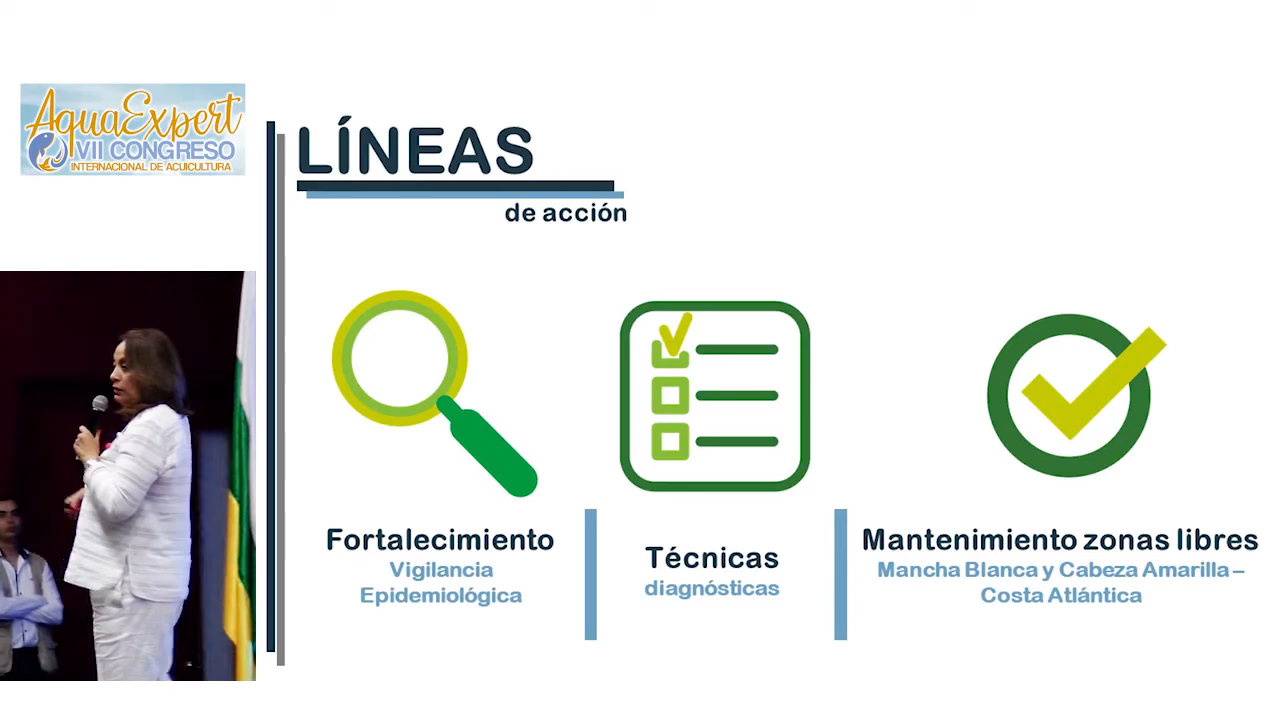 AquaExpert
VII CONGRESO
INTERNACIONAL DE ACUICULTURA
LÍNEAS
de acción
Fortalecimiento
Vigilancia
Epidemiológica
Técnicas
diagnósticas
Mantenimiento zonas libres
Mancha Blanca y Cabeza Amarilla –
Costa Atlántica